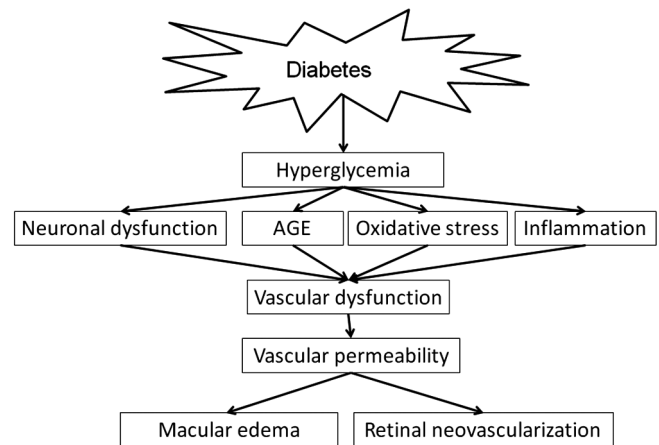 Diabetes
Hyperglycemia
Neuronal dysfunction
AGE
Oxidative stress
Inflammation
Vascular dysfunction
Vascular permeability
Macular edema
Retinal neovascularization